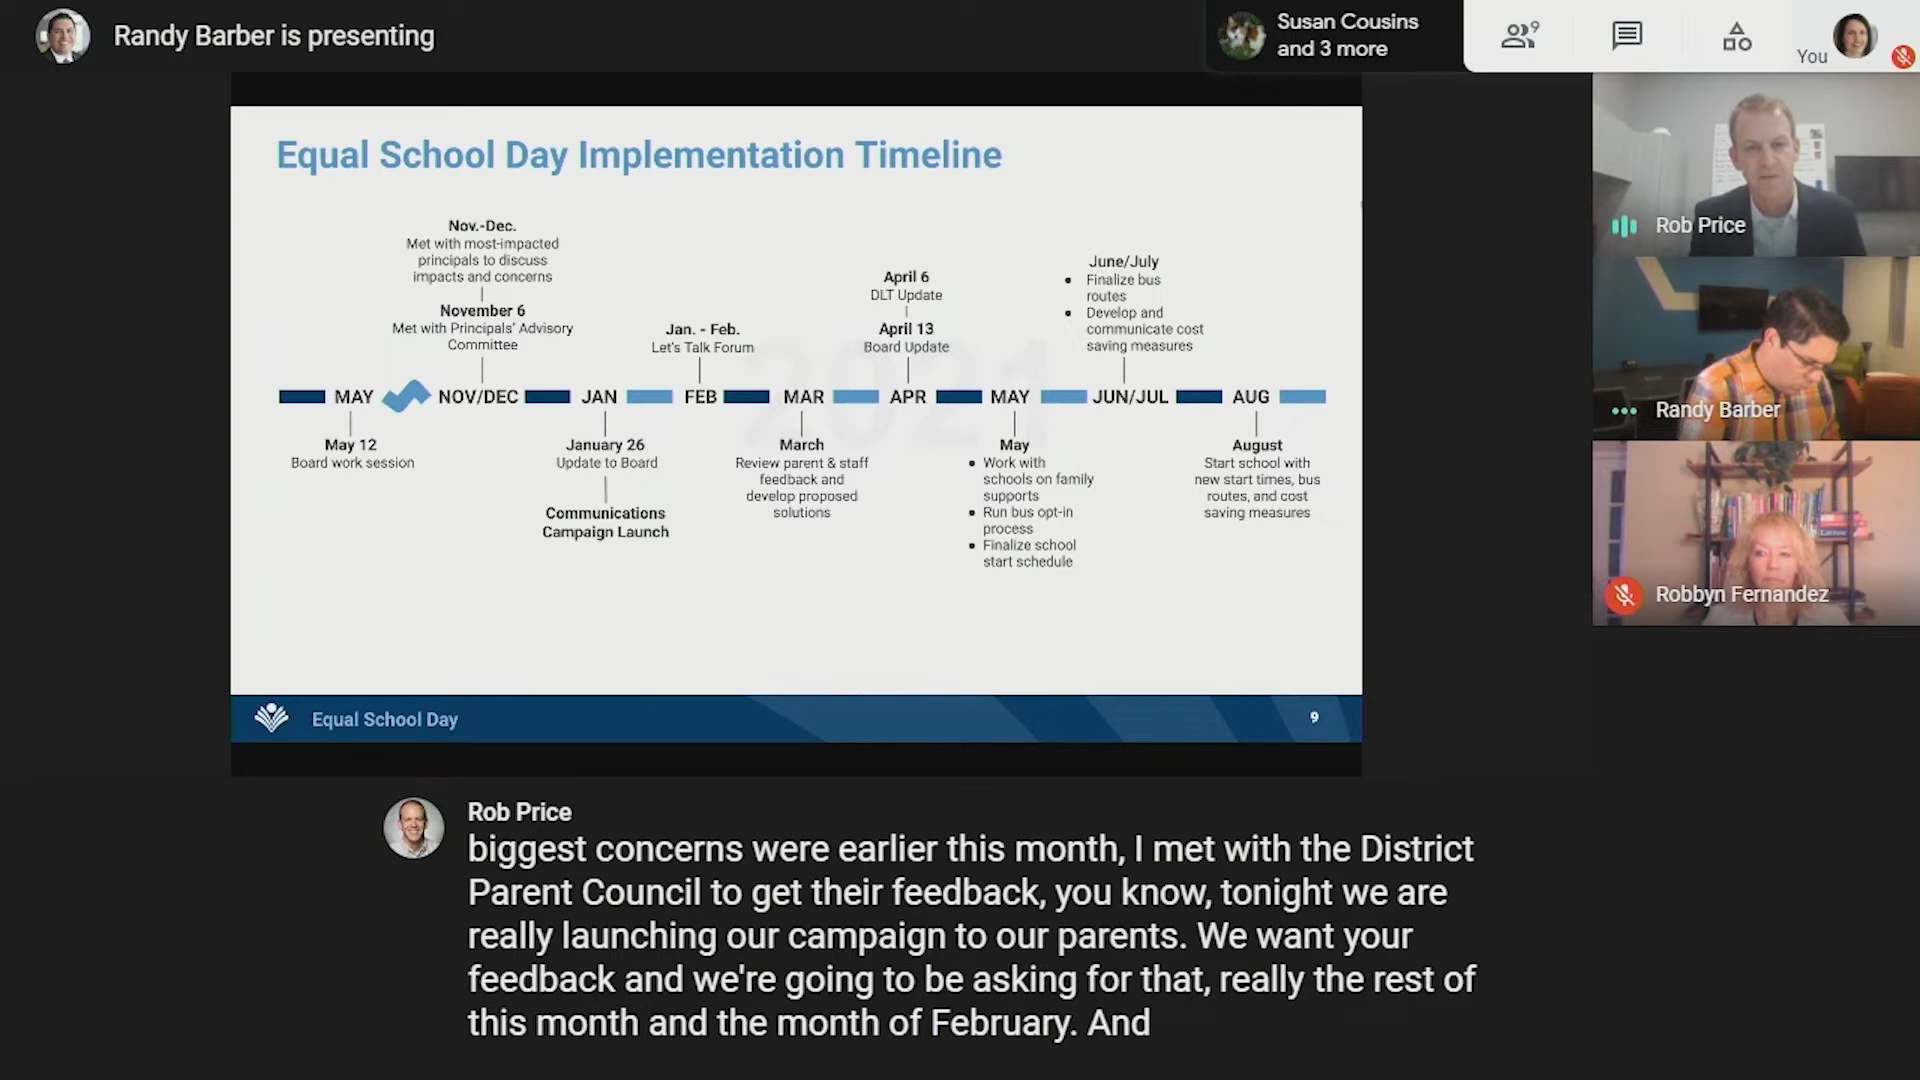 Randy Barber is presenting
Susan Cousins
and 3 more
9
You
Equal School Day Implementation Timeline
Nov.-Dec.
Met with most-impacted
principals to discuss
impacts and concerns
November 6
Met with Principals' Advisory
Committee
Jan. - Feb.
Let's Talk Forum
April 6
DLT Update
April 13
Board Update
June/July
Finalize bus
routes
Develop and
communicate cost
saving measures
2021
MAY NOV/DEC JAN FEB MAR APR MAY JUN/JUL AUG
May 12
Board work session
January 26
Update to Board
Communications
Campaign Launch
March
Review parent & staff
feedback and
develop proposed
solutions
May
Work with
schools on family
supports
Run bus opt-in
process
Finalize school
start schedule
August
Start school with
new start times, bus
routes, and cost
saving measures
Equal School Day
9
Rob Price
Randy Barber
Robbyn Fernandez
Rob Price
biggest concerns were earlier this month, I met with the District
Parent Council to get their feedback, you know, tonight we are
really launching our campaign to our parents. We want your
feedback and we're going to be asking for that, really the rest of
this month and the month of February. And